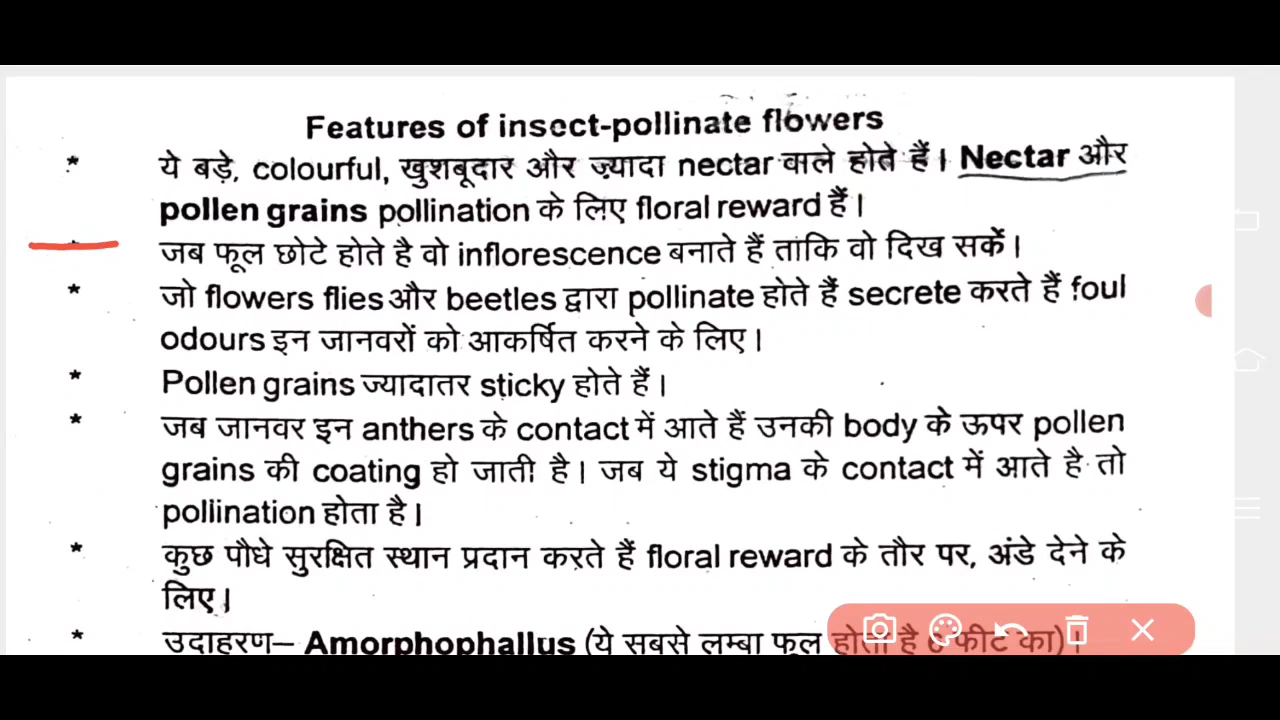 Features of insect-pollinate flowers
* ये बड़े, colourful, खुशबूदार और ज़्यादा nectar वाले होते हैं। Nectar और
pollen grains pollination के लिए floral reward हैं।
* जब फूल छोटे होते है वो inflorescence बनाते हैं ताकि वो दिख सकें।
* जो flowers flies और beetles द्वारा pollinate होते हैं secrete करते हैं foul
odours इन जानवरों को आकर्षित करने के लिए।
* Pollen grains ज्यादातर sticky होते हैं।
* जब जानवर इन anthers के contact में आते हैं उनकी body के ऊपर pollen
grains की coating हो जाती है। जब ये stigma के contact में आते है तो
pollination होता है।
* कुछ पौधे सुरक्षित स्थान प्रदान करते हैं floral reward के तौर पर, अंडे देने के
लिए।
* उदाहरण– Amorphophallus (ये सबसे लम्बा फूल होता है 6 फीट का)।